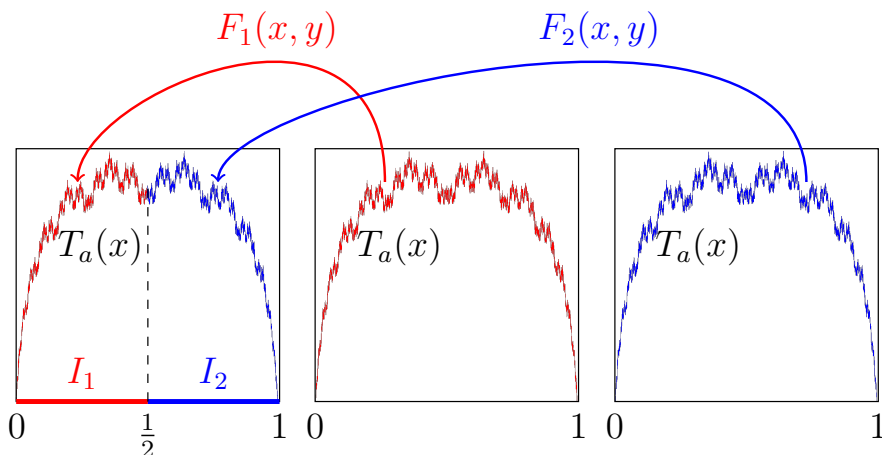 F₁(x, y) F₂(x, y)
Tₐ(x) Tₐ(x) Tₐ(x)
I₁ I₂
0 ½ 1 0 1 0 1